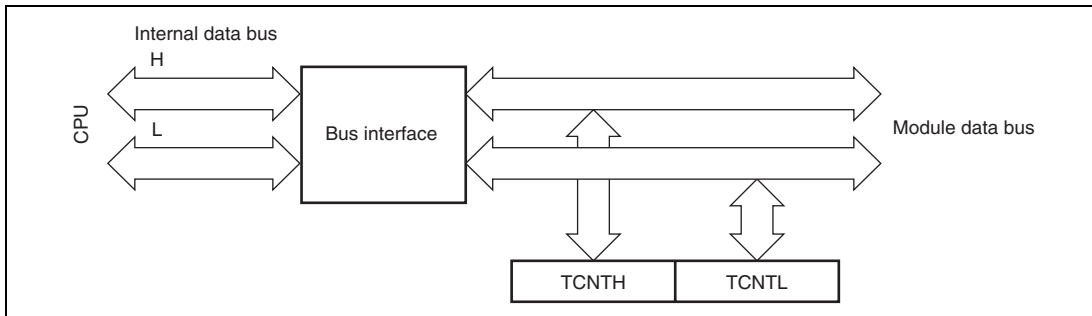 Internal data bus
H
CPU
L
Bus interface
Module data bus
TCNTH
TCNTL